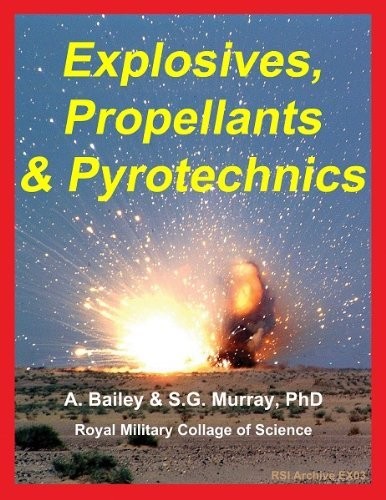 Explosives,
Propellants
& Pyrotechnics
A. Bailey & S.G. Murray, PhD
Royal Military Collage of Science
RSI Archive EX03